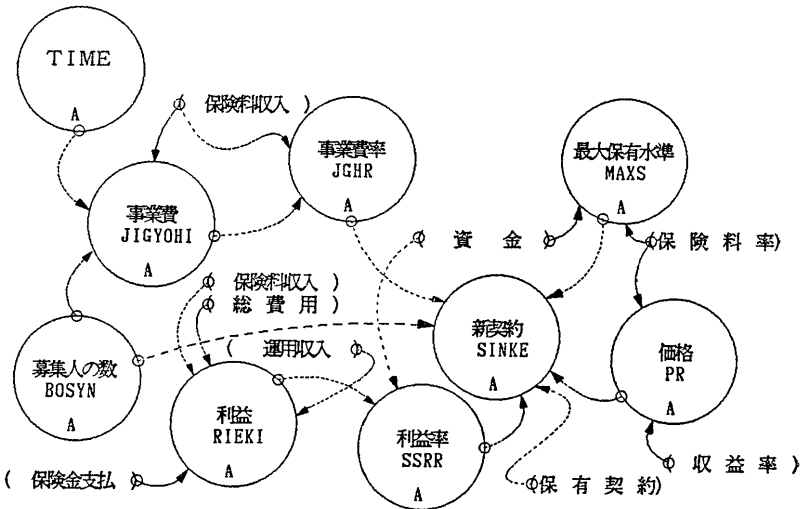 TIME
A
保険料収入 )
事業費率
JGHR
A
最大保有水準
MAXS
A
事業費
JIGYOHI
A
資 金 )
保 険 料 率)
保険料収入)
総 費 用 )
( 運用収入
新契約
SINKE
A
価格
PR
A
募集人の数
BOSYN
A
利益
RIEKI
A
利益率
SSRR
A
( 保険金支払)
保 有 契 約)
収 益 率 )